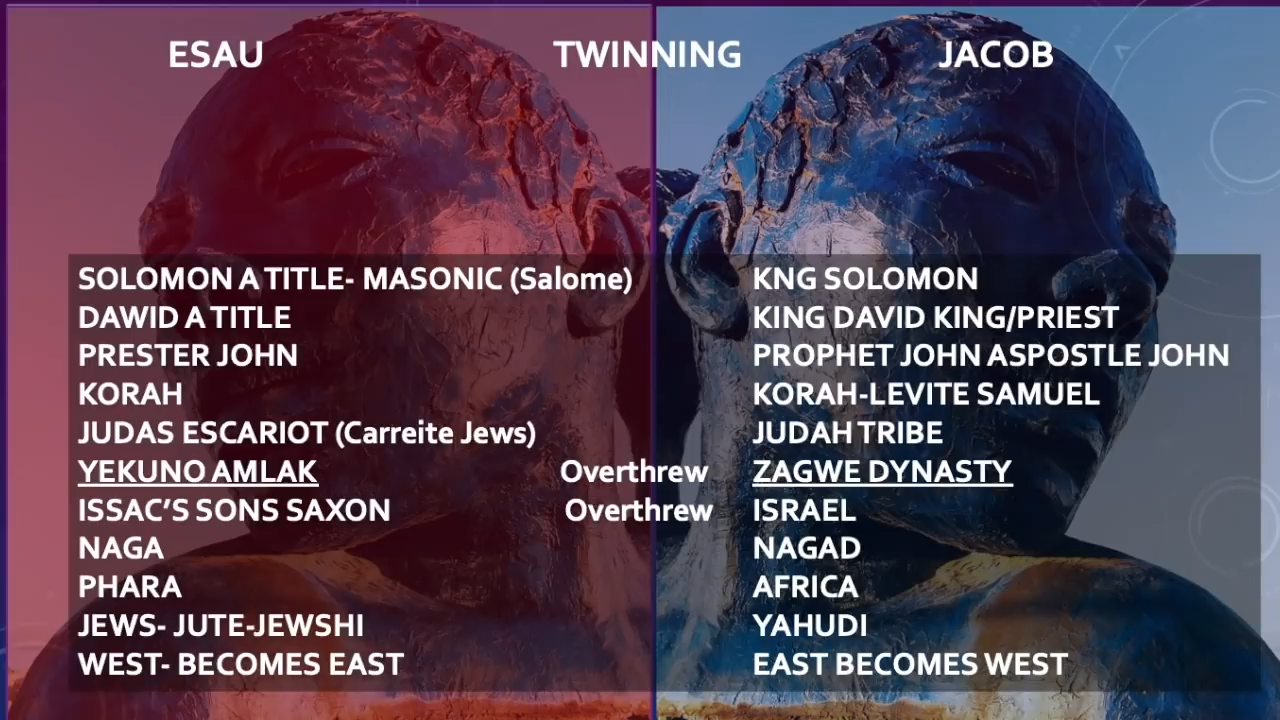 ESAU TWINNING JACOB
SOLOMON A TITLE- MASONIC (Salome) KNG SOLOMON
DAWID A TITLE KING DAVID KING/PRIEST
PRESTER JOHN PROPHET JOHN ASPOSTLE JOHN
KORAH KORAH-LEVITE SAMUEL
JUDAS ESCARIOT (Carreite Jews) JUDAH TRIBE
YEKUNO AMLAK Overthrew ZAGWE DYNASTY
ISSAC'S SONS SAXON Overthrew ISRAEL
NAGA NAGAD
PHARA AFRICA
JEWS- JUTE-JEWSHI YAHUDI
WEST- BECOMES EAST EAST BECOMES WEST